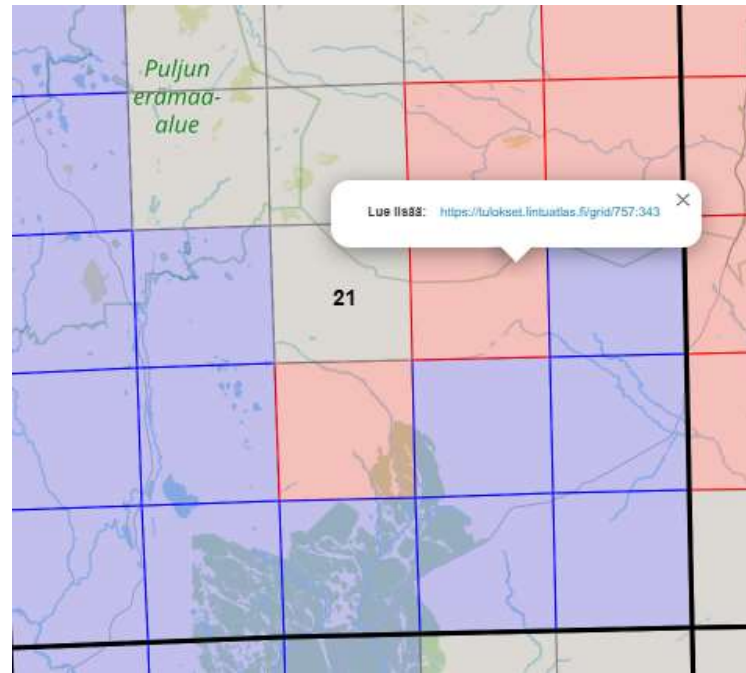 Puljun
erämaa-
alue
Lue lisää: https://tulokset.lintuatlas.fi/grid/757:343
21